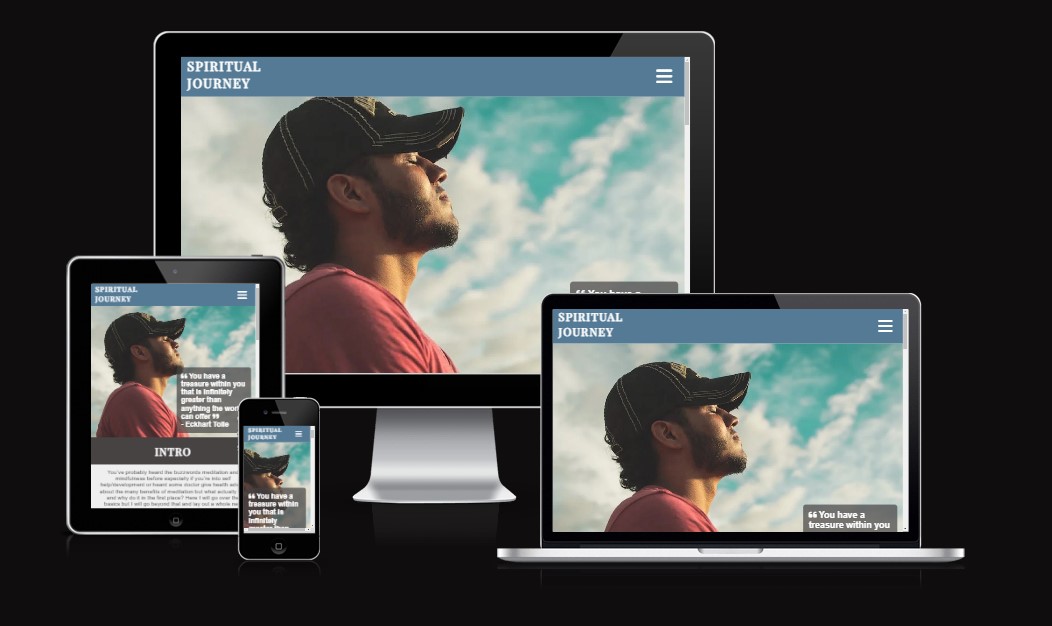 SPIRITUAL
JOURNEY
❝ You have a
SPIRITUAL
JOURNEY
❝ You have a
treasure within you
that is infinitely
greater than
anything the world
can offer ❞
- Eckhart Tolle
INTRO
You've probably heard the buzzwords meditation and
mindfulness before especially if you're into self
help/development or heard some doctor give health advice
about the many benefits of meditation but what actually
and why do it in the first place? Here I will go over the
basics but I will go beyond that and lay out a whole new
SPIRITUAL
JOURNEY
❝ You have a
treasure within
you that is
infinitely
greater than
SPIRITUAL
JOURNEY
❝ You have a
treasure within you